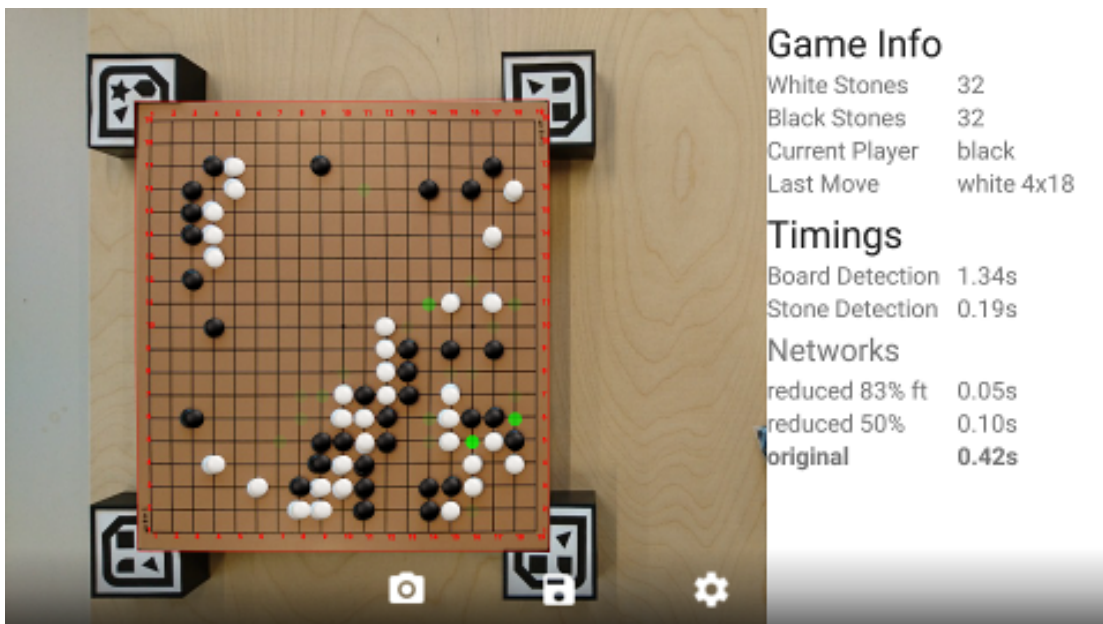 Game Info
White Stones 32
Black Stones 32
Current Player black
Last Move white 4x18
Timings
Board Detection 1.34s
Stone Detection 0.19s
Networks
reduced 83% ft 0.05s
reduced 50% 0.10s
original 0.42s